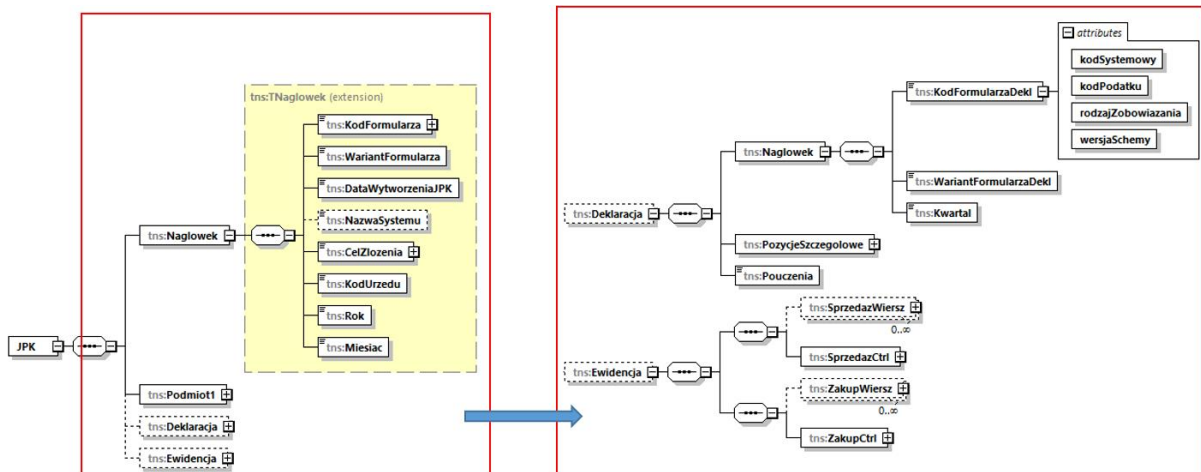 tns:TNaglowek (extension)
tns:KodFormularza
tns:WariantFormularza
tns:DataWytworzeniaJPK
tns:NazwaSystemu
tns:Naglowek
tns:CelZlozenia
tns:KodUrzedu
tns:Rok
JPK
tns:Miesiac
tns:Podmiot1
tns:Deklaracja
tns:Ewidencja
attributes
kodSystemowy
tns:KodFormularzaDekl
kodPodatku
rodzajZobowiazania
wersjaSchemy
tns:Naglowek
tns:WariantFormularzaDekl
tns:Deklaracja
tns:Kwartal
tns:PozycjeSzczegolowe
tns:Pouczenia
tns:SprzedazWiersz
0..∞
tns:SprzedazCtrl
tns:Ewidencja
tns:ZakupWiersz
0..∞
tns:ZakupCtrl